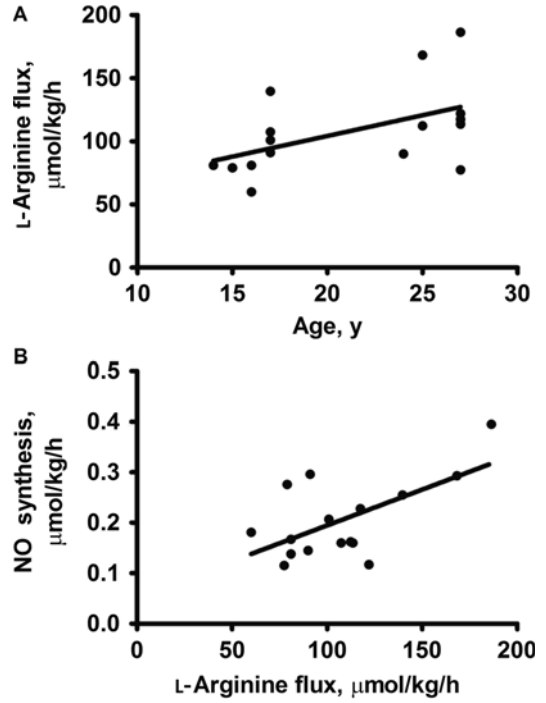 A
200
150
100
50
0
L-Arginine flux,
μmol/kg/h
10 15 20 25 30
Age, y
B
0.5
0.4
0.3
0.2
0.1
0.0
NO synthesis,
μmol/kg/h
0 50 100 150 200
L-Arginine flux, μmol/kg/h